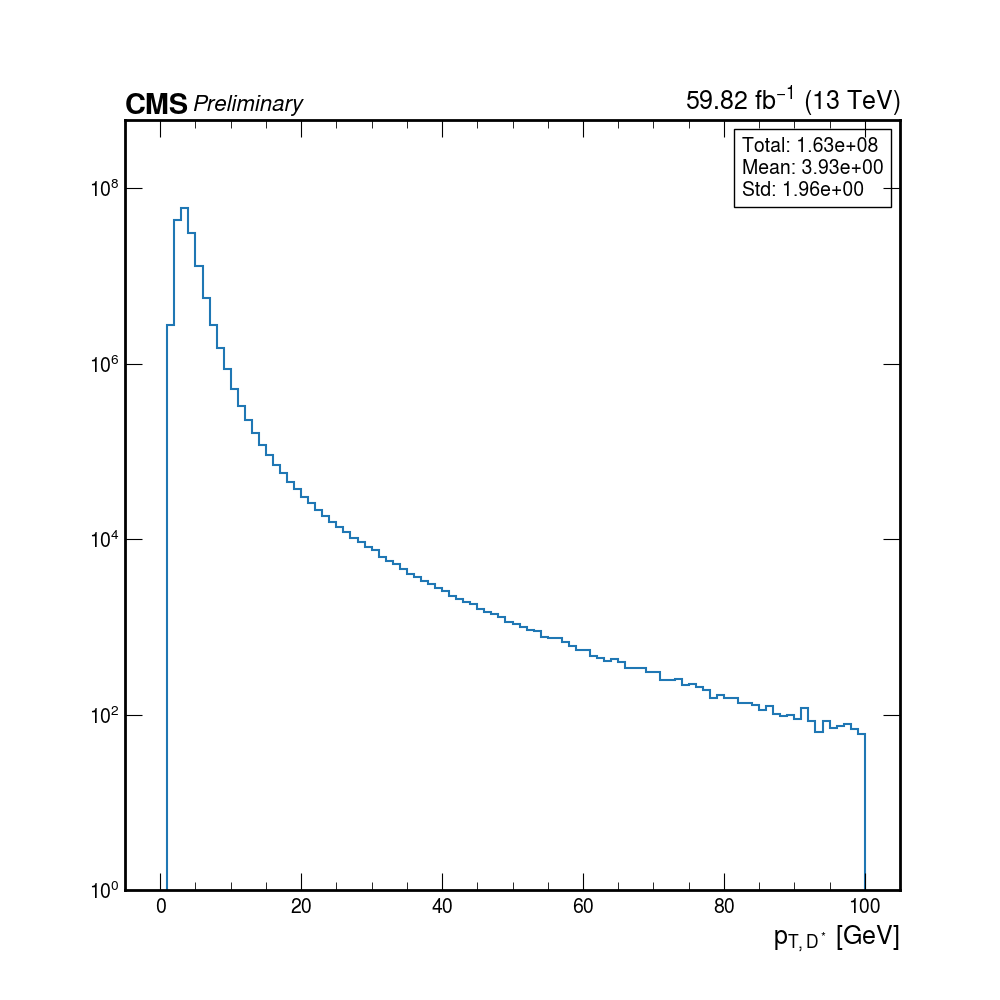 CMS Preliminary 59.82 fb⁻¹ (13 TeV)
Total: 1.63e+08
Mean: 3.93e+00
Std: 1.96e+00
10⁸
10⁶
10⁴
10²
10⁰
0 20 40 60 80 100
p_{T, D*} [GeV]